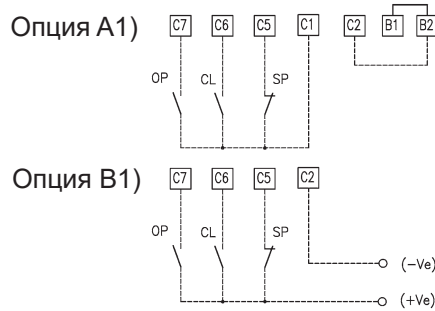 Опция A1) C7 C6 C5 C1 C2 B1 B2
OP CL SP
Опция B1) C7 C6 C5 C2
OP CL SP
(−Ve)
(+Ve)